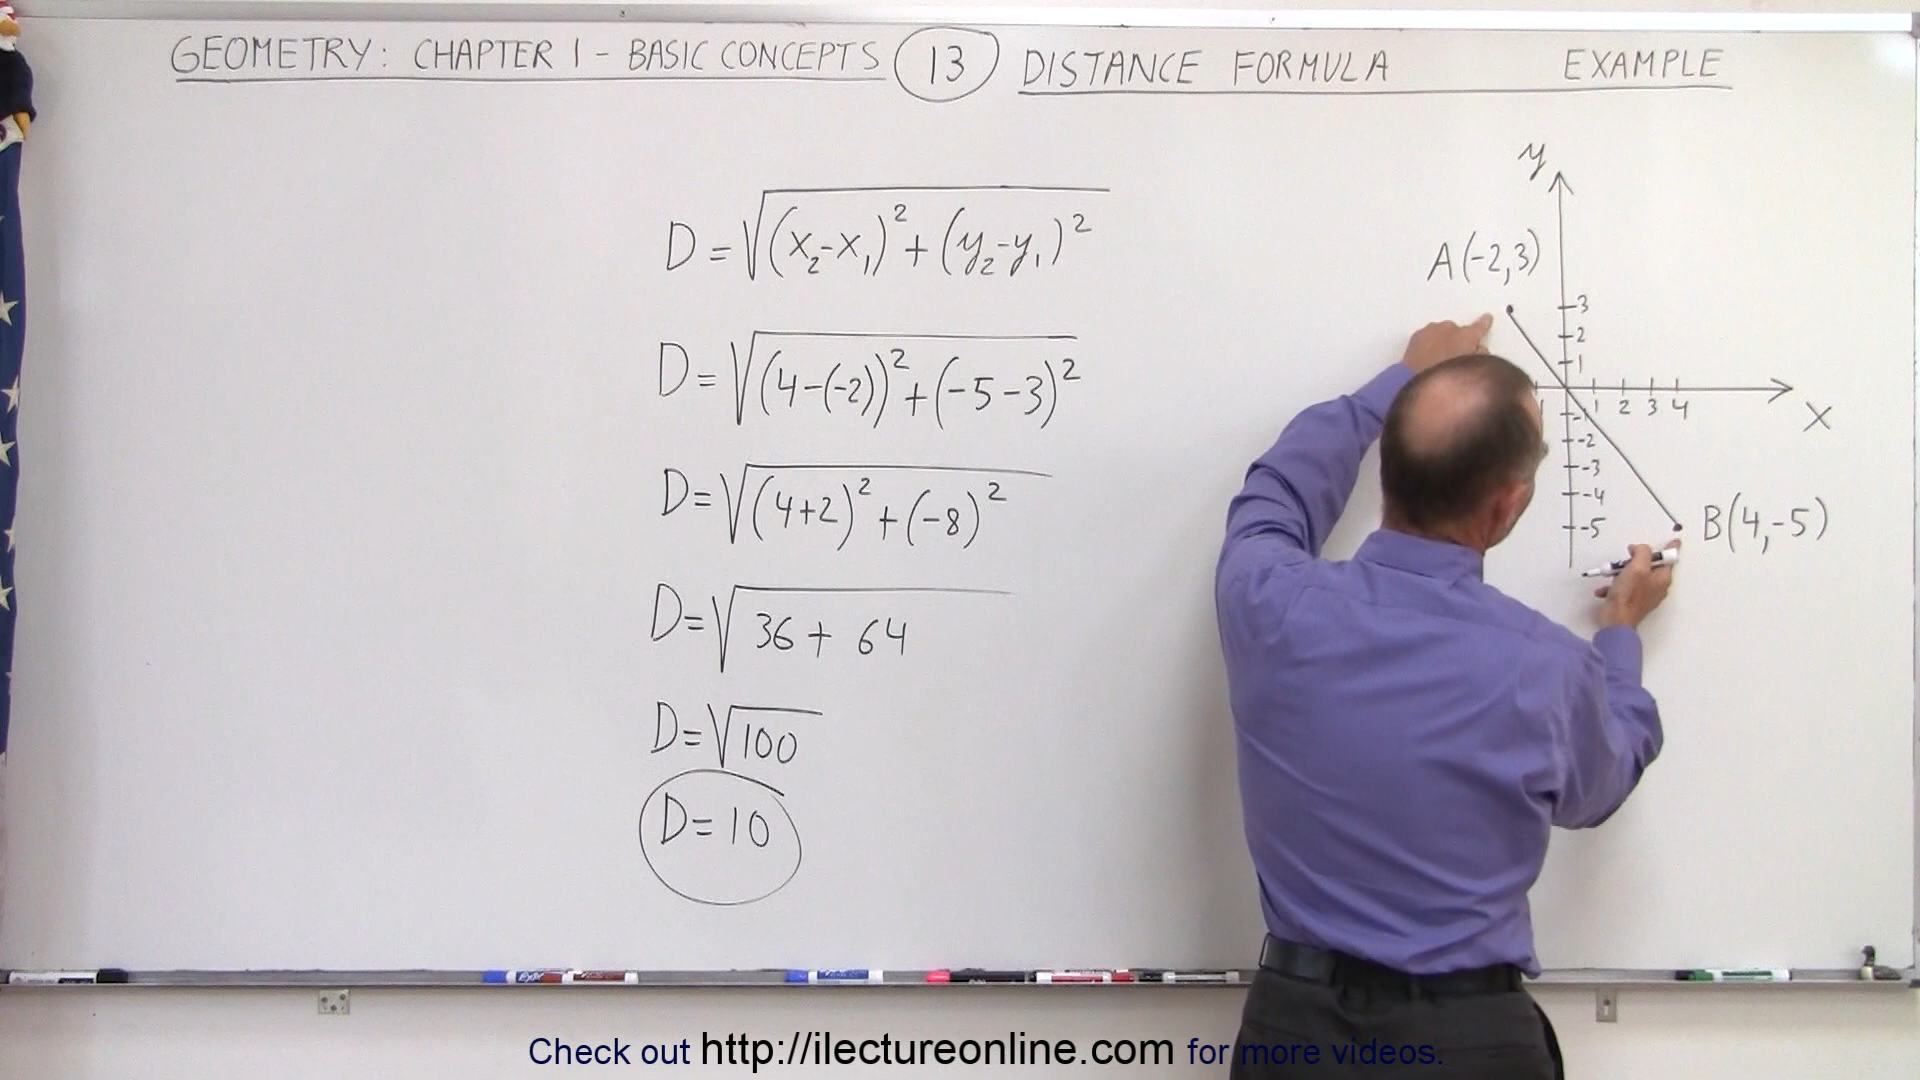 GEOMETRY: CHAPTER 1 - BASIC CONCEPTS 13 DISTANCE FORMULA EXAMPLE
D = √(x₂-x₁)² + (y₂-y₁)²
D = √(4-(-2))² + (-5-3)²
D = √(4+2)² + (-8)²
D = √36 + 64
D = √100
D = 10
y
A(-2,3)
3
2
1
1 2 3 4
x
-1
-2
-3
-4
-5
B(4,-5)
EXPO
Check out http://ilectureonline.com for more videos.